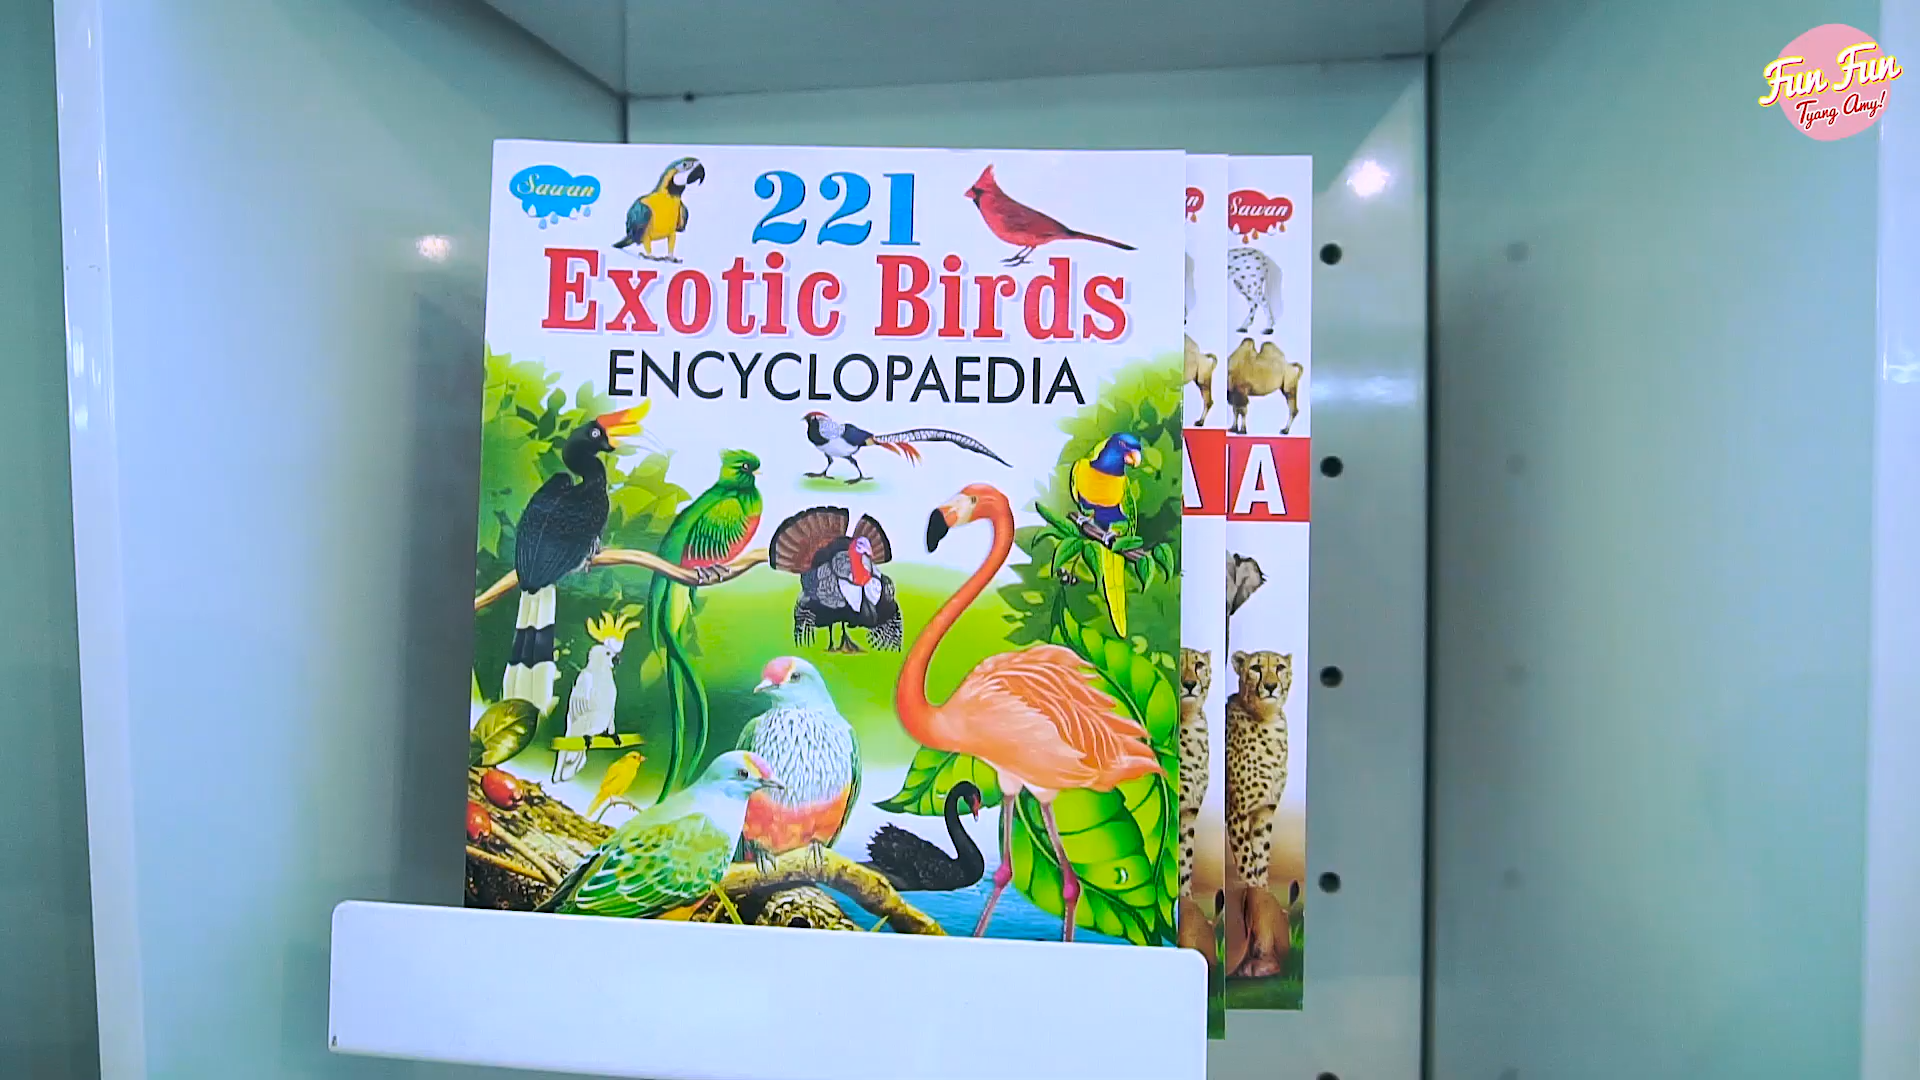 Fun Fun
Tyang Amy!
Sawan
221
Exotic Birds
ENCYCLOPAEDIA
Sawan
A